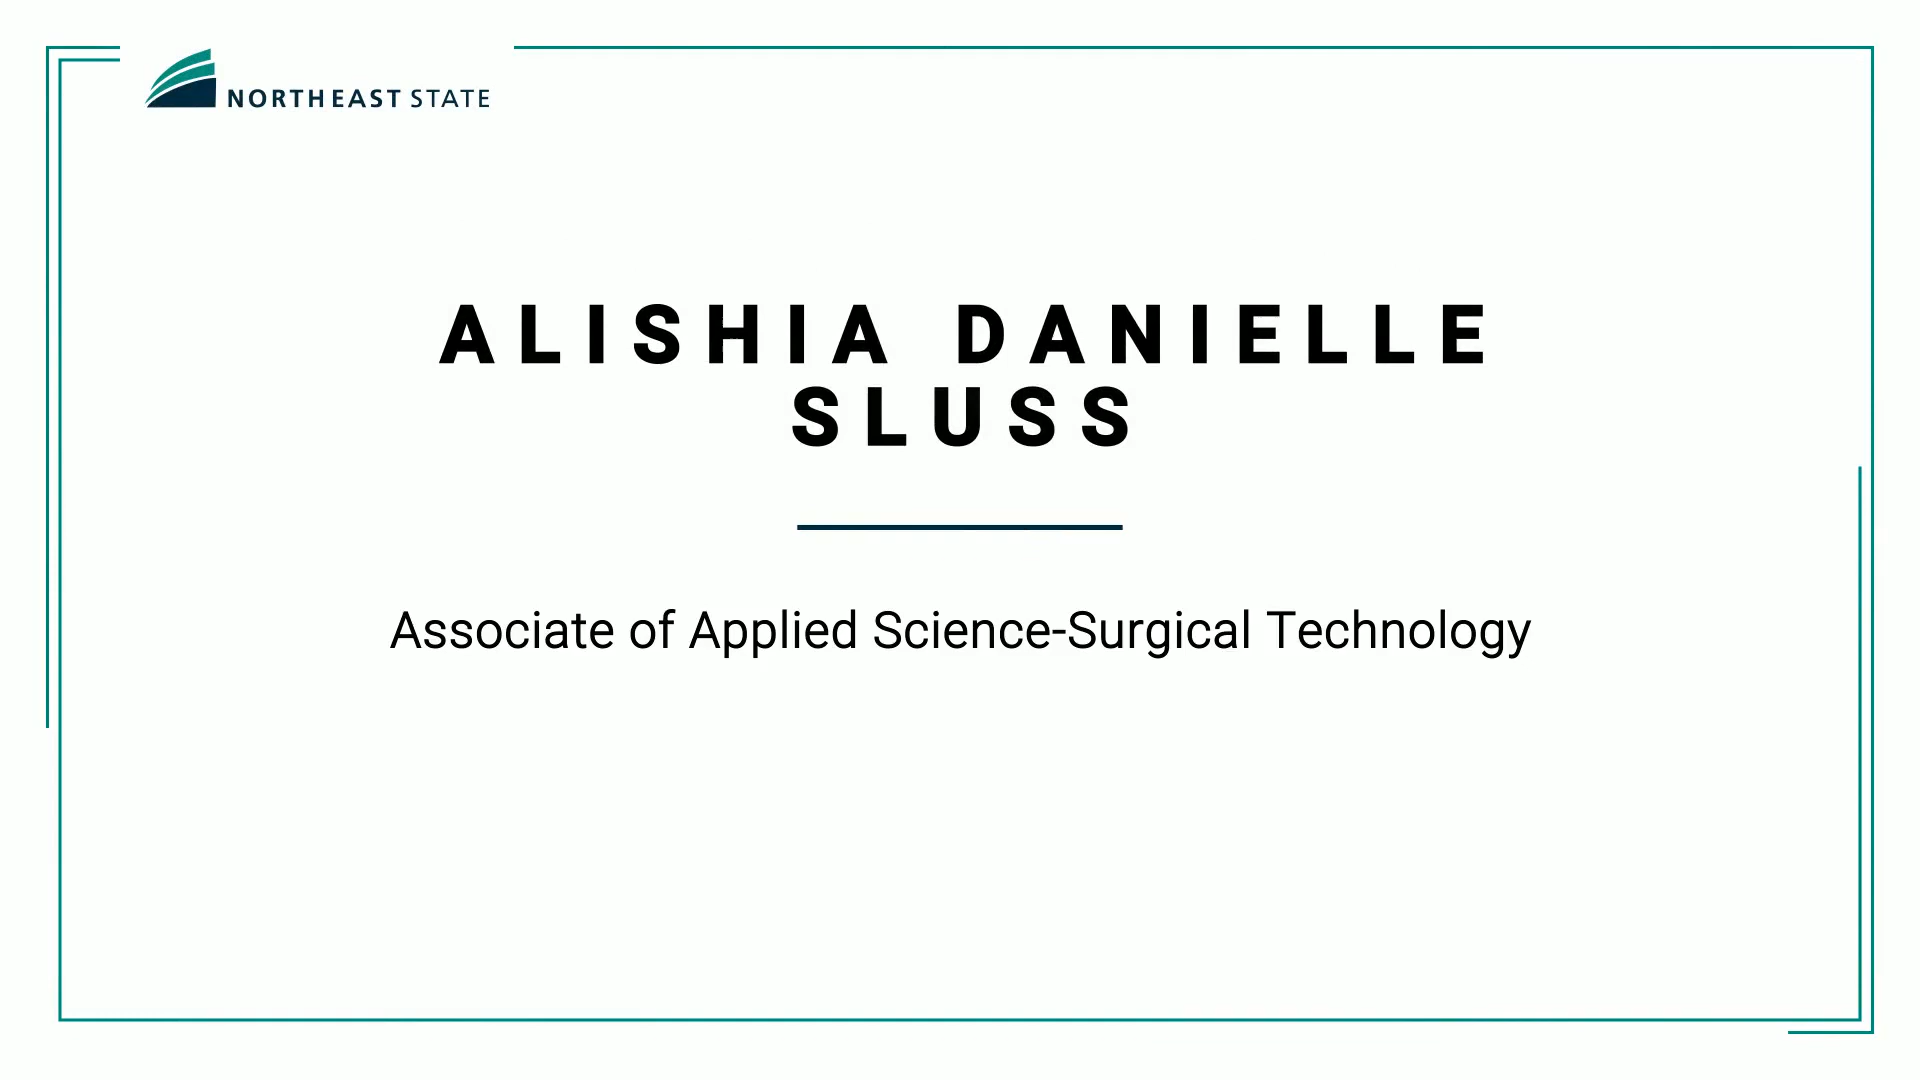 NORTHEAST STATE
ALISHIA DANIELLE
SLUSS
Associate of Applied Science-Surgical Technology